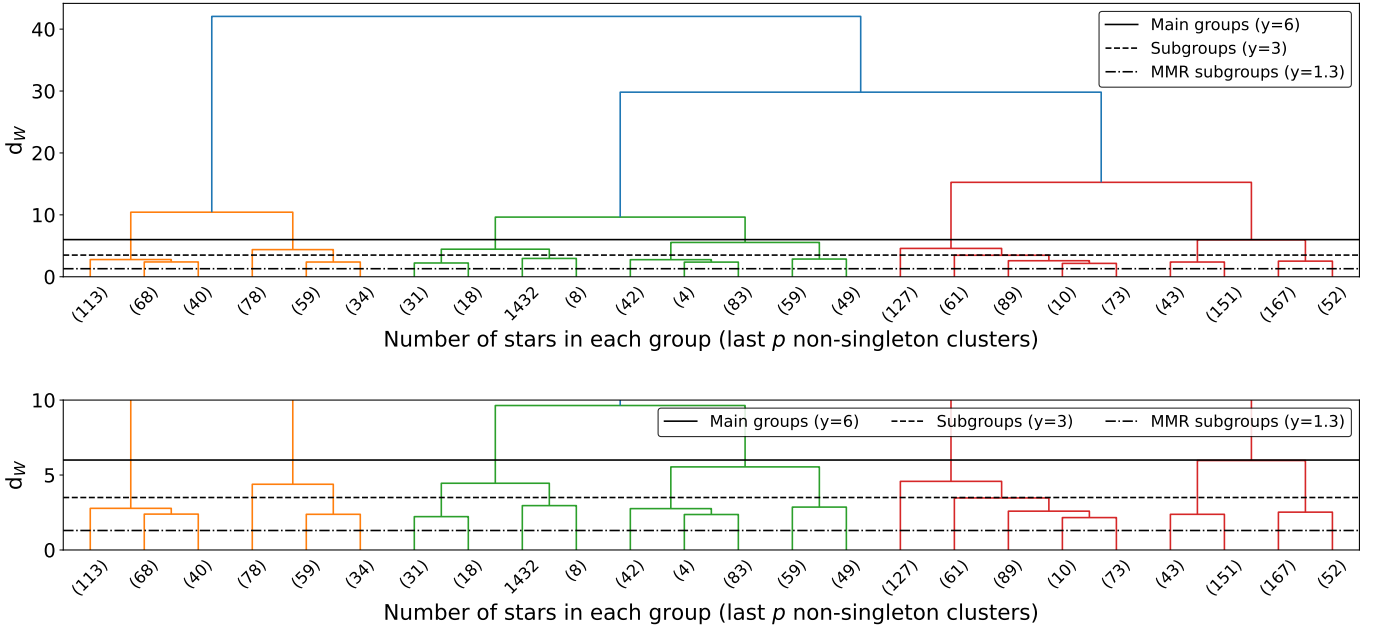 40
30
20
10
0
d_W
Main groups (y=6)
Subgroups (y=3)
MMR subgroups (y=1.3)
(113) (68) (40) (78) (59) (34) (31) (18) 1432 (8) (42) (4) (83) (59) (49) (127) (61) (89) (10) (73) (43) (151) (167) (52)
Number of stars in each group (last p non-singleton clusters)
10
5
0
d_W
Main groups (y=6) Subgroups (y=3) MMR subgroups (y=1.3)
(113) (68) (40) (78) (59) (34) (31) (18) 1432 (8) (42) (4) (83) (59) (49) (127) (61) (89) (10) (73) (43) (151) (167) (52)
Number of stars in each group (last p non-singleton clusters)